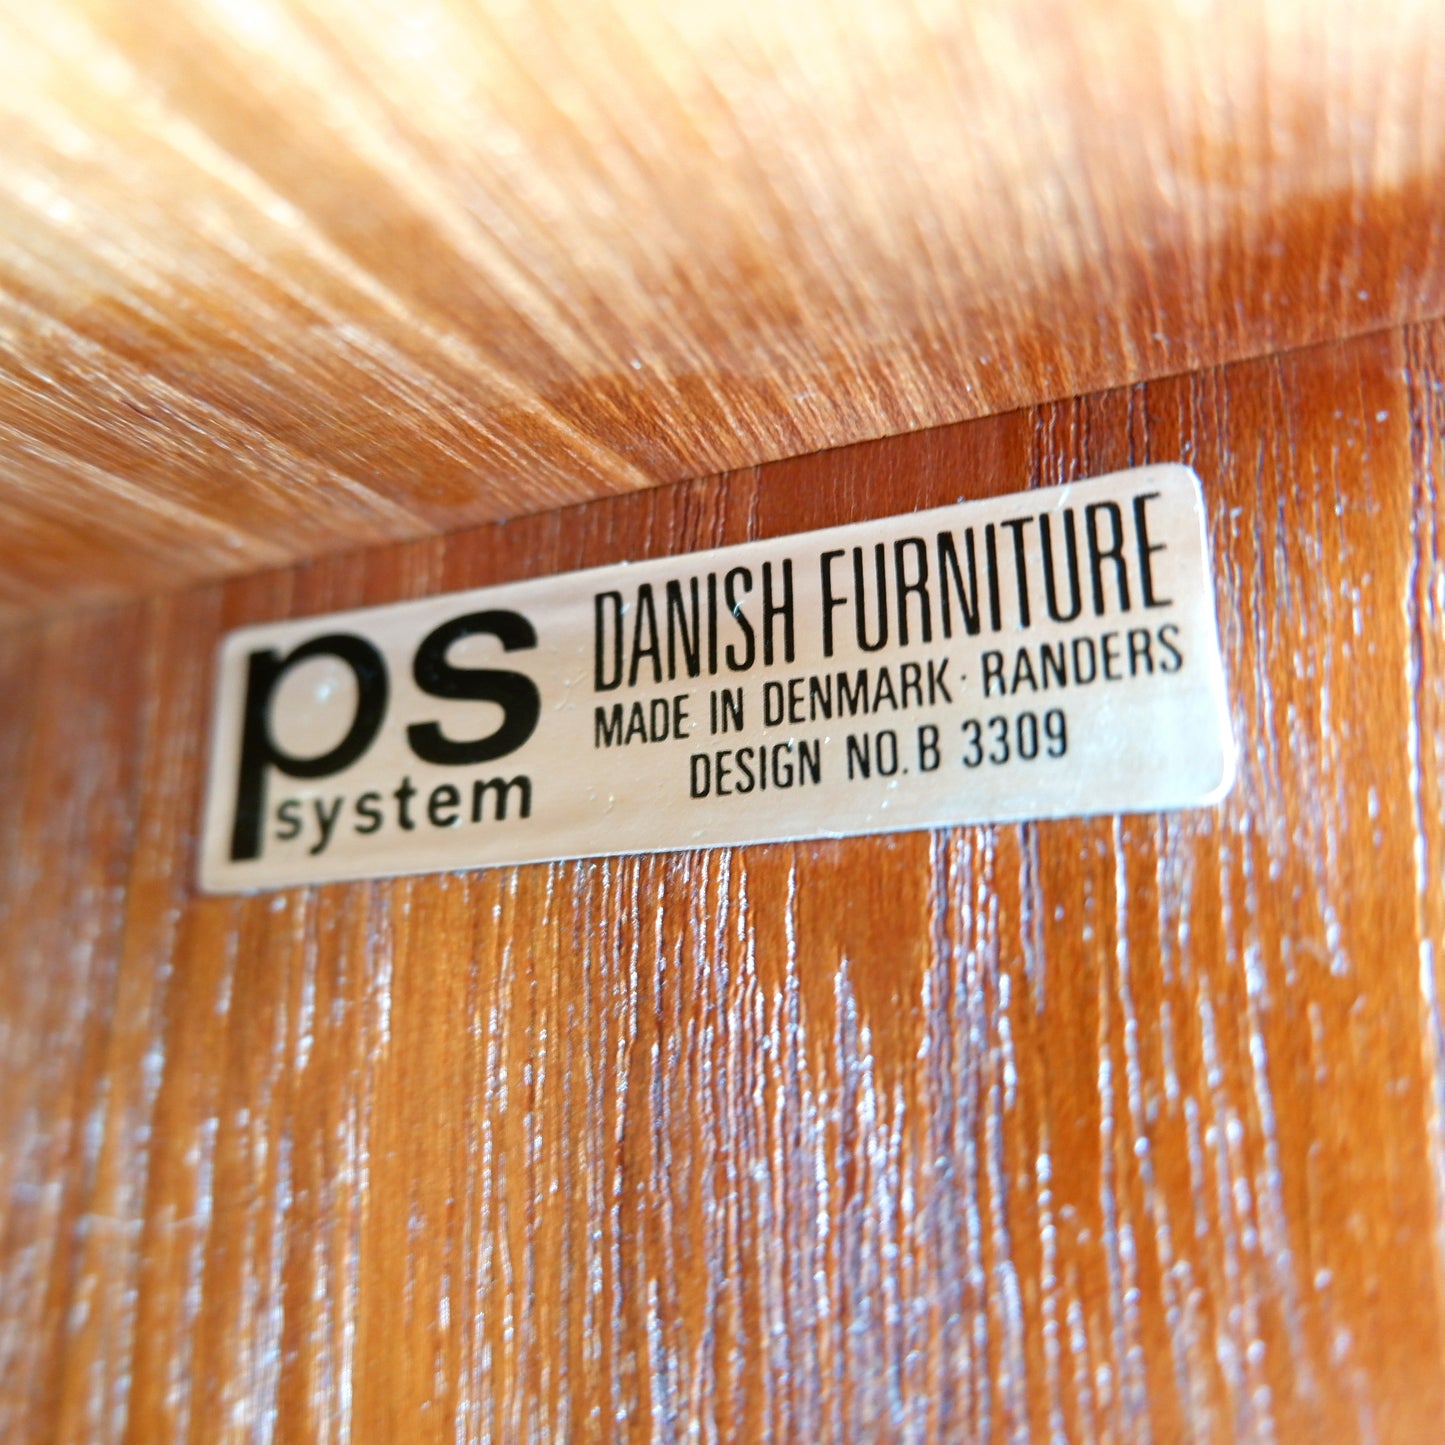 ps
system
DANISH FURNITURE
MADE IN DENMARK · RANDERS
DESIGN NO. B 3309